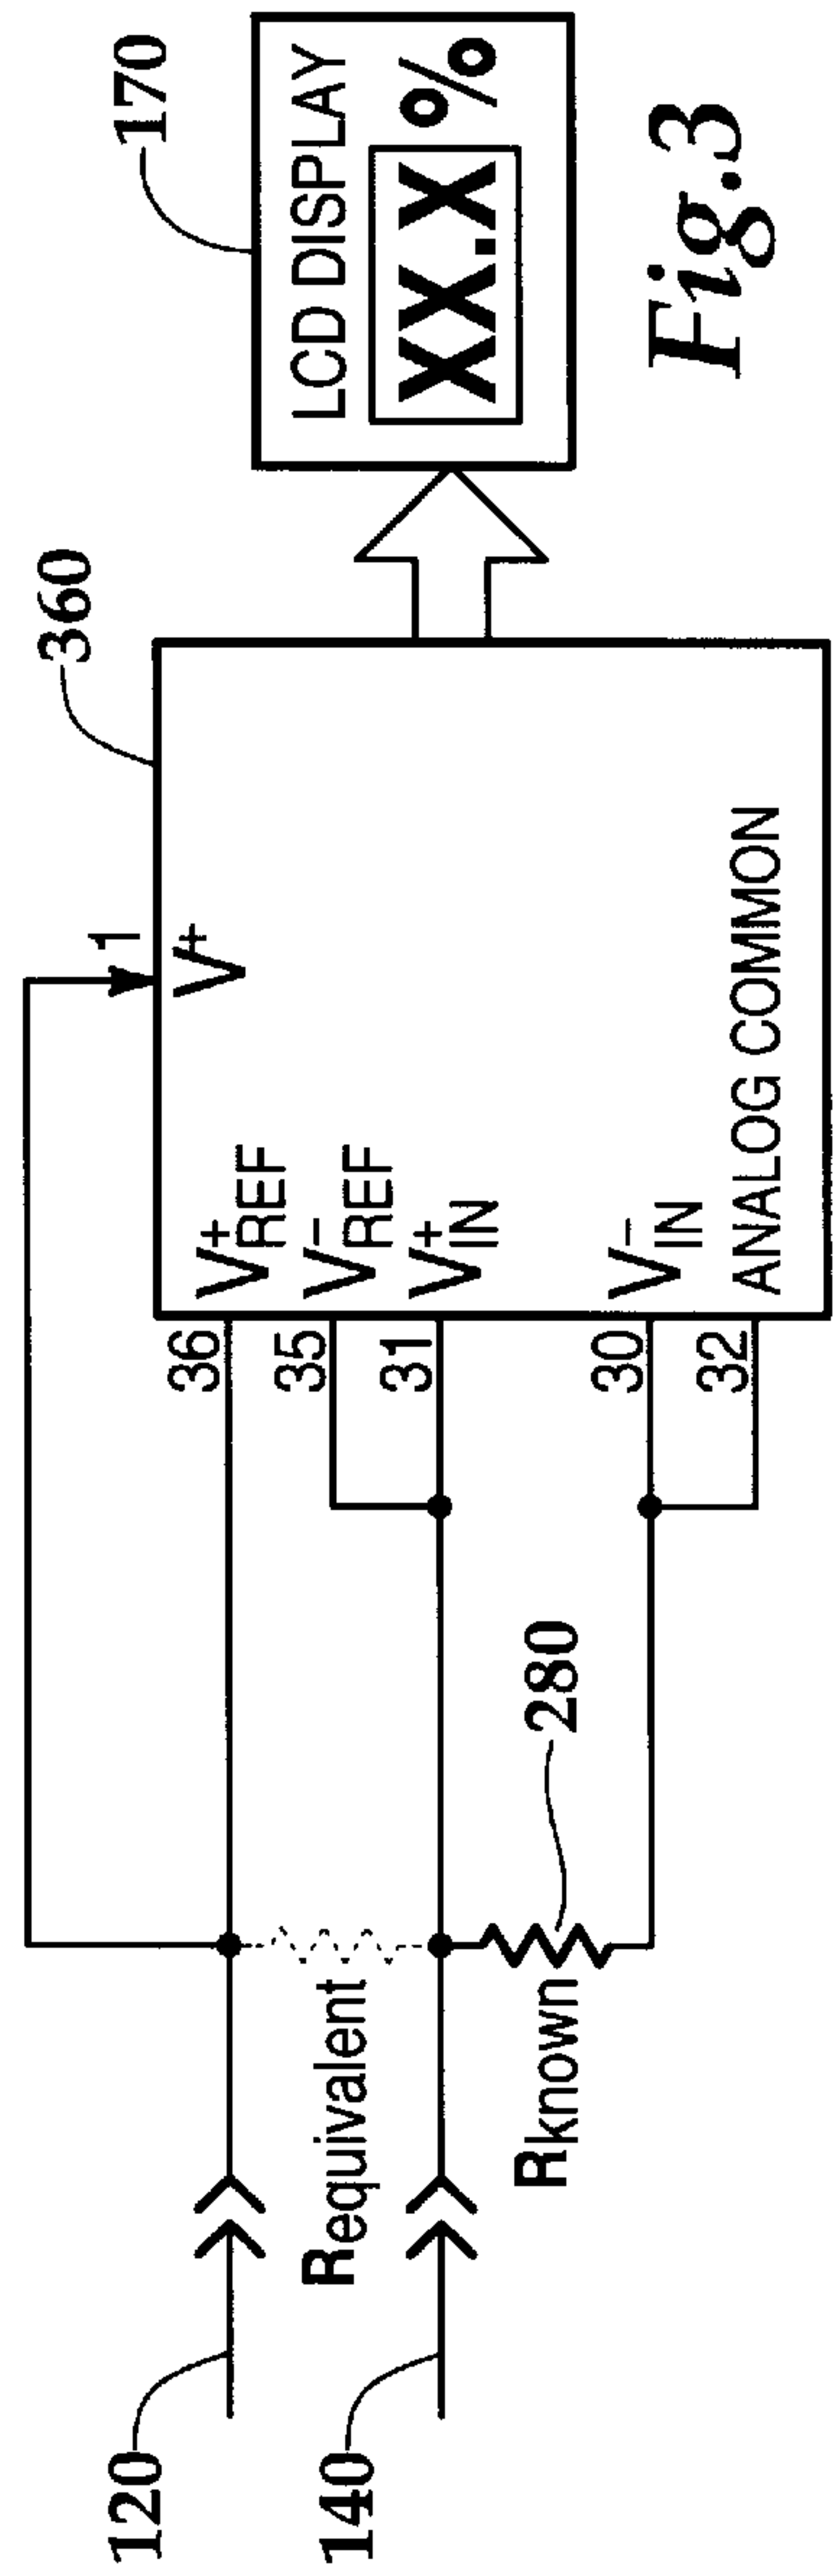 120
140
Requivalent
Rknown
280
36
35
31
30
32
V+REF
V−REF
V+IN
V−IN
ANALOG COMMON
1
V+
360
170
LCD DISPLAY
XX.X%
Fig.3